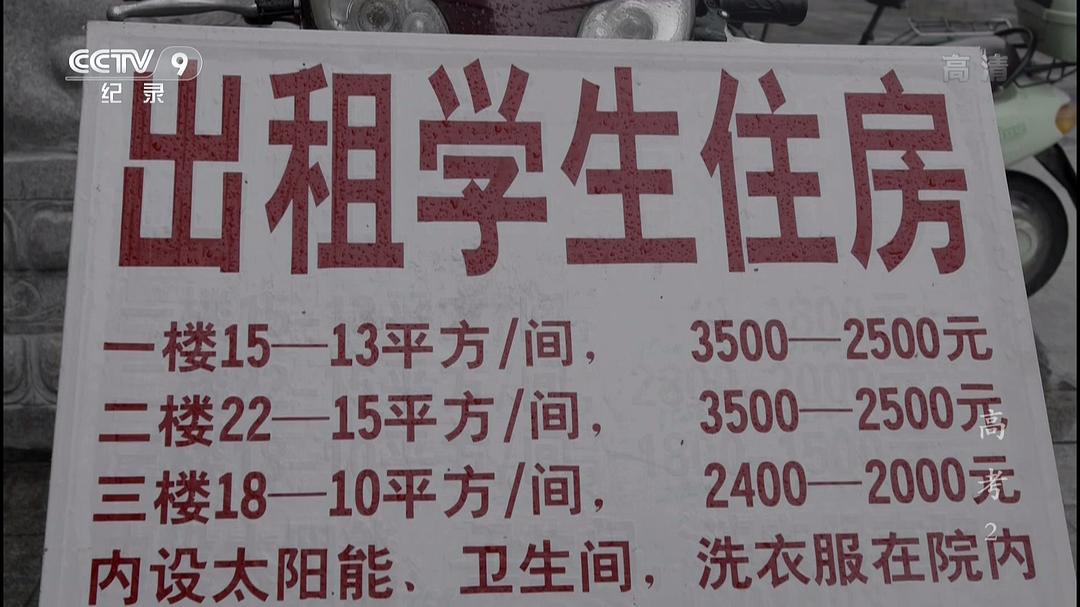 CCTV 9
纪录
高清
出租学生住房
一楼15—13平方/间， 3500—2500元
二楼22—15平方/间， 3500—2500元
三楼18—10平方/间， 2400—2000元
内设太阳能、卫生间，洗衣服在院内
高考2